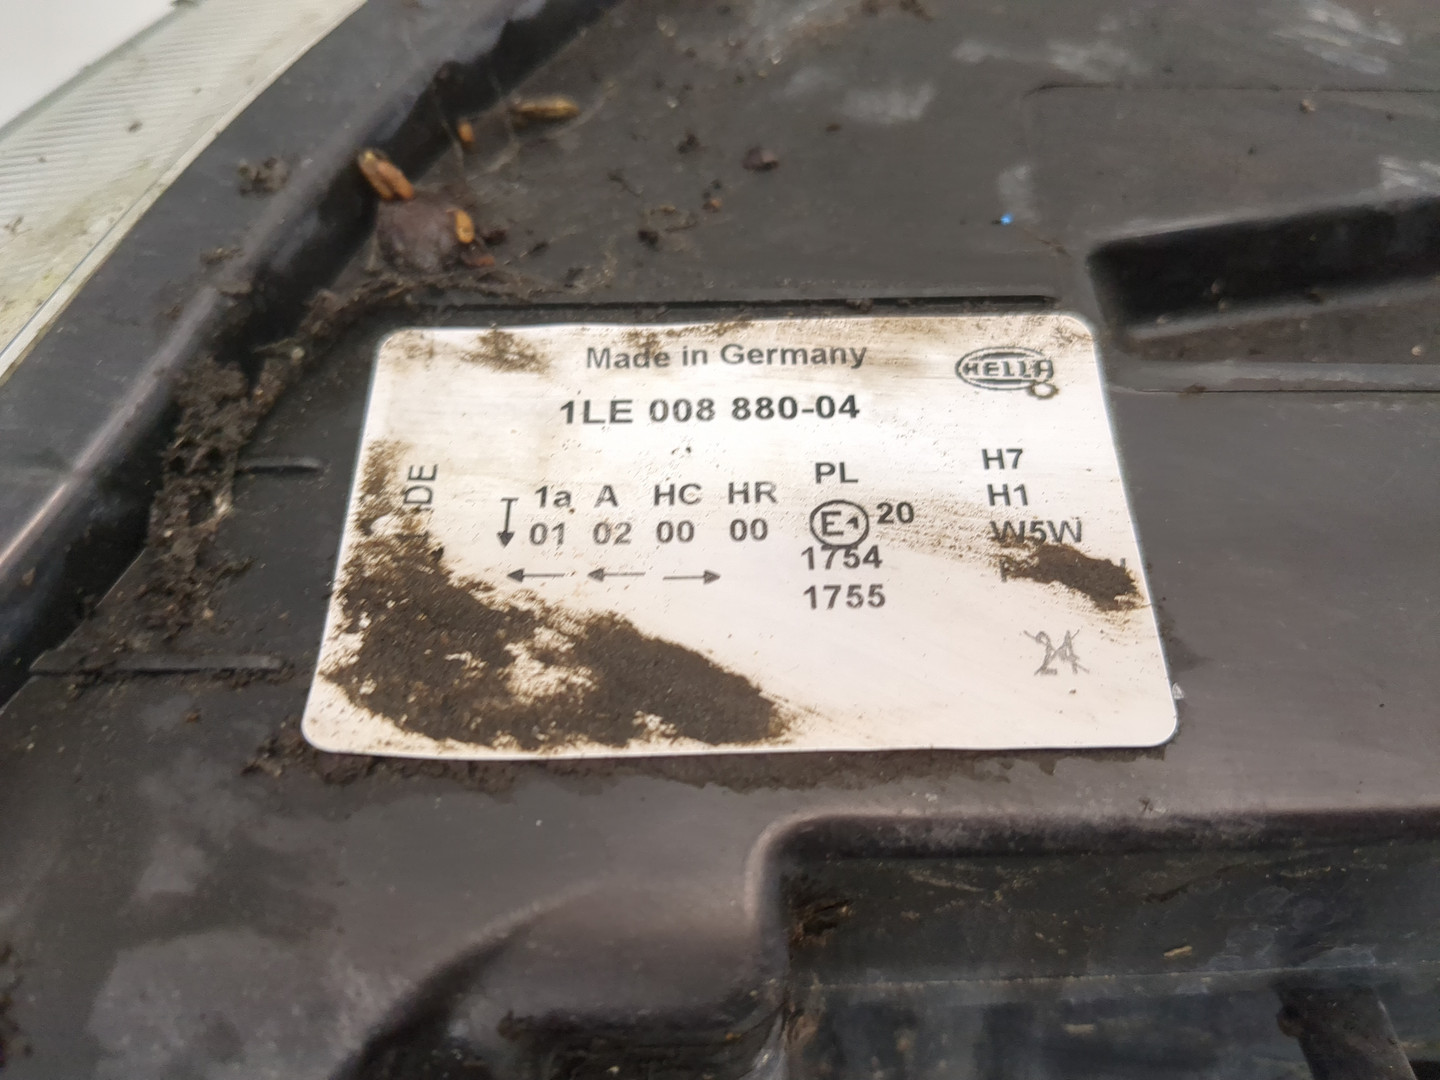 Made in Germany
HELLA
1LE 008 880-04
PL
H7
1a A HC HR
H1
01 02 00 00
E1 20
W5W
1754
1755
24